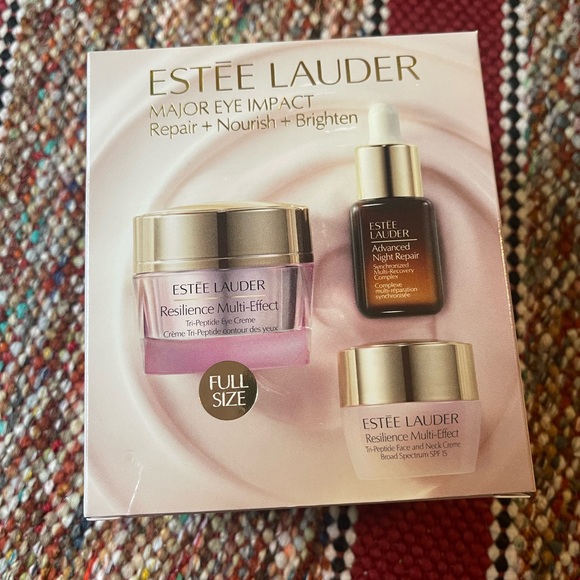 ESTĒE LAUDER
MAJOR EYE IMPACT
Repair + Nourish + Brighten
ESTĒE
LAUDER
Advanced
Night Repair
Synchronized
Multi-Recovery
Complex
Complexe
multi-réparation
synchronisée
ESTĒE LAUDER
Resilience Multi-Effect
Tri-Peptide Eye Creme
Crème Tri-Peptide contour des yeux
FULL
SIZE
ESTĒE LAUDER
Resilience Multi-Effect
Tri-Peptide Face and Neck Creme
Broad Spectrum SPF 15